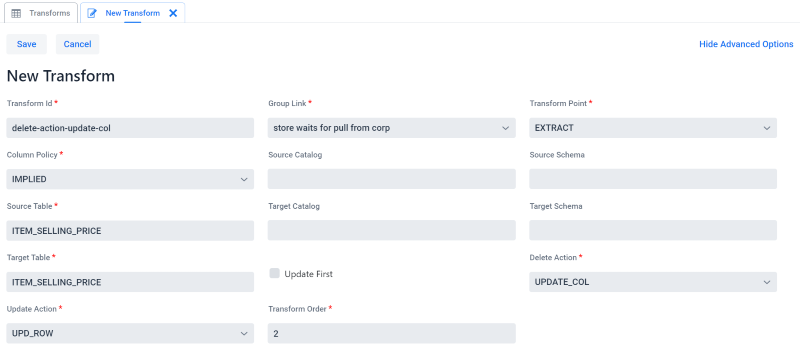 Transforms New Transform
Save Cancel Hide Advanced Options
New Transform
Transform Id * Group Link * Transform Point *
delete-action-update-col store waits for pull from corp EXTRACT
Column Policy * Source Catalog Source Schema
IMPLIED
Source Table * Target Catalog Target Schema
ITEM_SELLING_PRICE
Target Table * Update First Delete Action *
ITEM_SELLING_PRICE UPDATE_COL
Update Action * Transform Order *
UPD_ROW 2